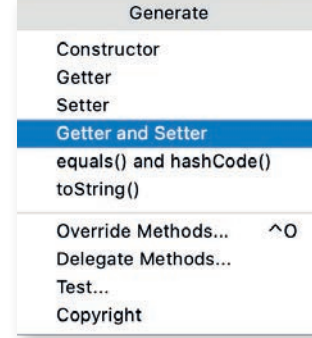 Generate
Constructor
Getter
Setter
Getter and Setter
equals() and hashCode()
toString()
Override Methods... ^O
Delegate Methods...
Test...
Copyright